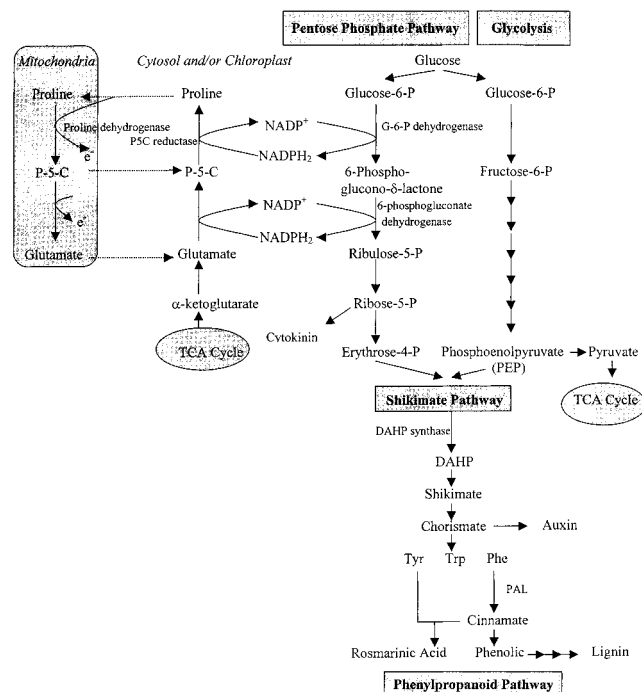 Pentose Phosphate Pathway
Glycolysis
Mitochondria
Cytosol and/or Chloroplast
Glucose
Proline
Proline
Glucose-6-P
Glucose-6-P
Proline dehydrogenase
P5C reductase
NADP+
G-6-P dehydrogenase
e-
NADPH2
P-5-C
P-5-C
6-Phospho-
glucono-δ-lactone
Fructose-6-P
NADP+
6-phosphogluconate
dehydrogenase
e-
NADPH2
Glutamate
Glutamate
Ribulose-5-P
α-ketoglutarate
Ribose-5-P
Cytokinin
TCA Cycle
Erythrose-4-P
Phosphoenolpyruvate
(PEP)
Pyruvate
Shikimate Pathway
TCA Cycle
DAHP synthase
DAHP
Shikimate
Chorismate
Auxin
Tyr
Trp
Phe
PAL
Cinnamate
Rosmarinic Acid
Phenolic
Lignin
Phenylpropanoid Pathway